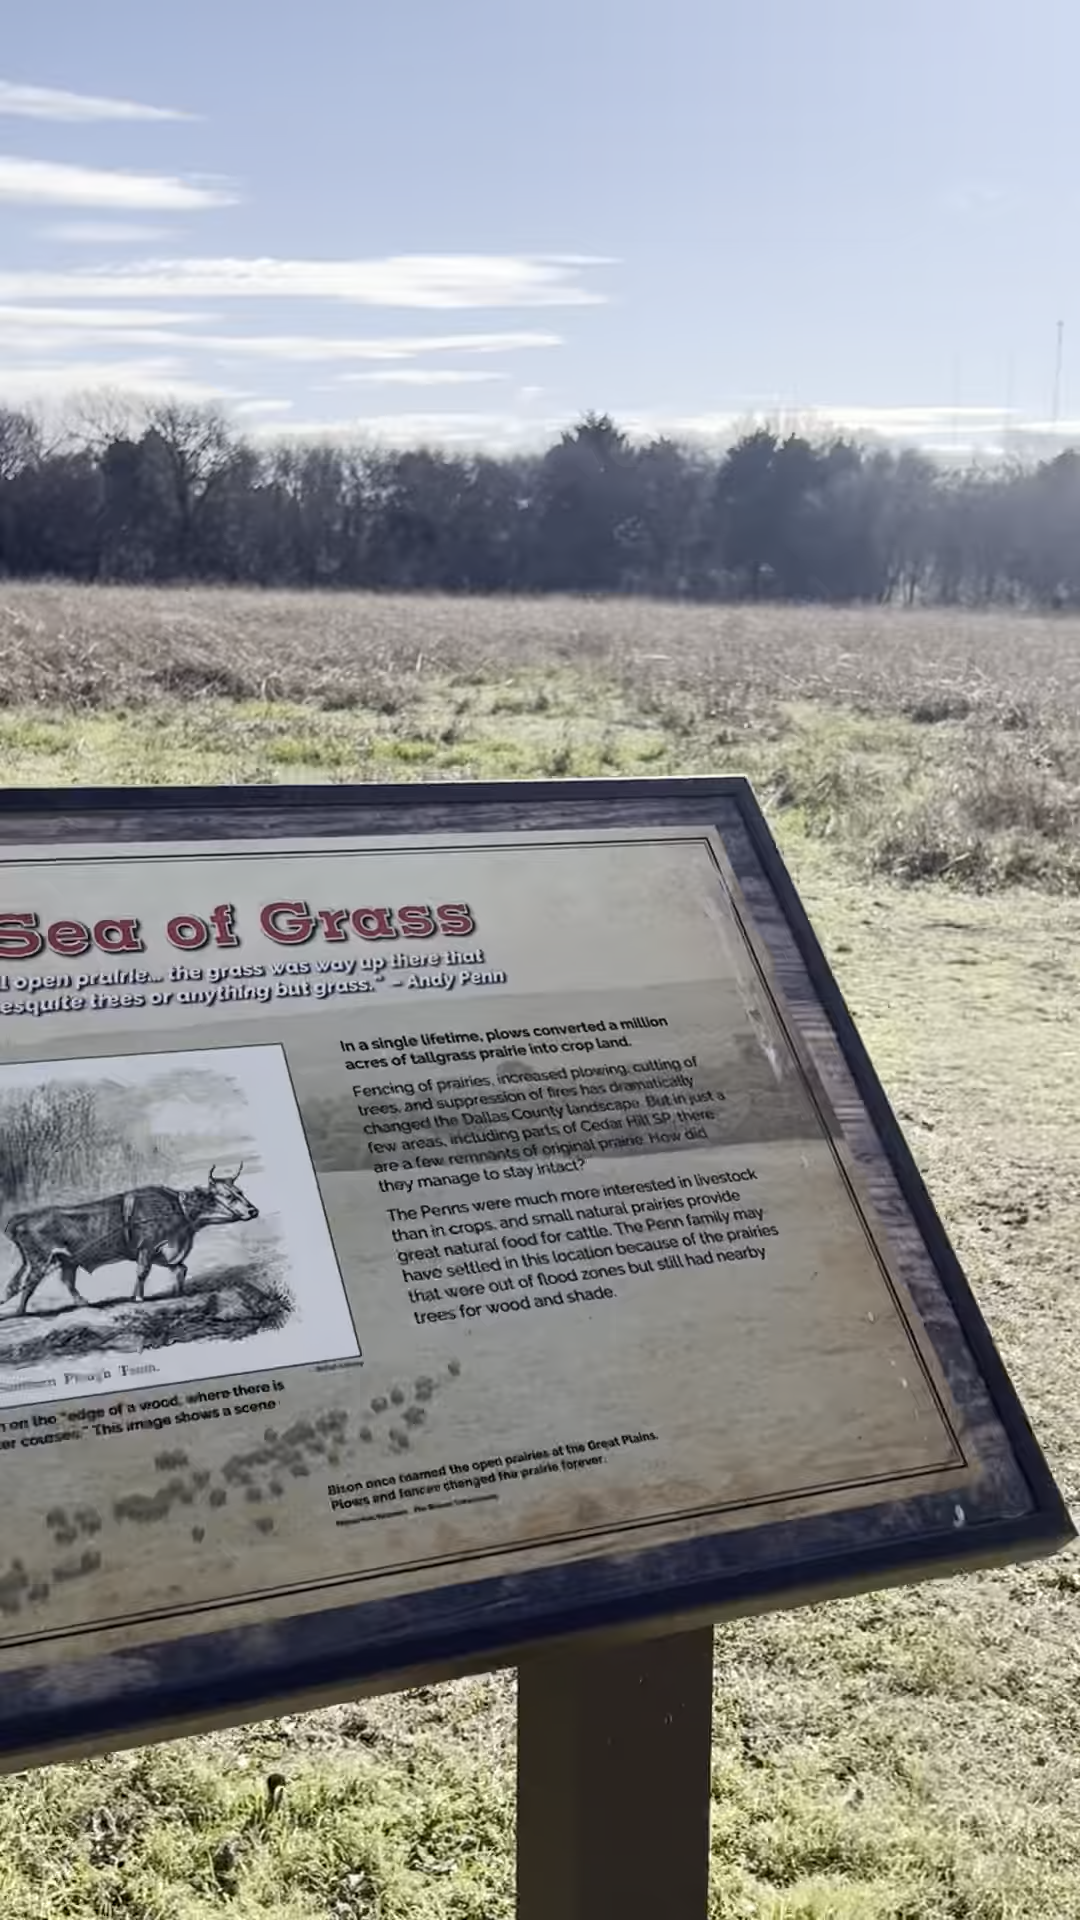 Sea of Grass
open prairie... the grass was way up there that
esquite trees or anything but grass." – Andy Penn
In a single lifetime, plows converted a million
acres of tallgrass prairie into crop land.
Fencing of prairies, increased plowing, cutting of
trees, and suppression of fires has dramatically
changed the Dallas County landscape. But in just a
few areas, including parts of Cedar Hill SP, there
are a few remnants of original prairie. How did
they manage to stay intact?
The Penns were much more interested in livestock
than in crops, and small natural prairies provide
great natural food for cattle. The Penn family may
have settled in this location because of the prairies
that were out of flood zones but still had nearby
trees for wood and shade.
Plough Team.
on the "edge of a wood, where there is
er courses." This image shows a scene
Bison once roamed the open prairies of the Great Plains.
Plows and fences changed the prairie forever.